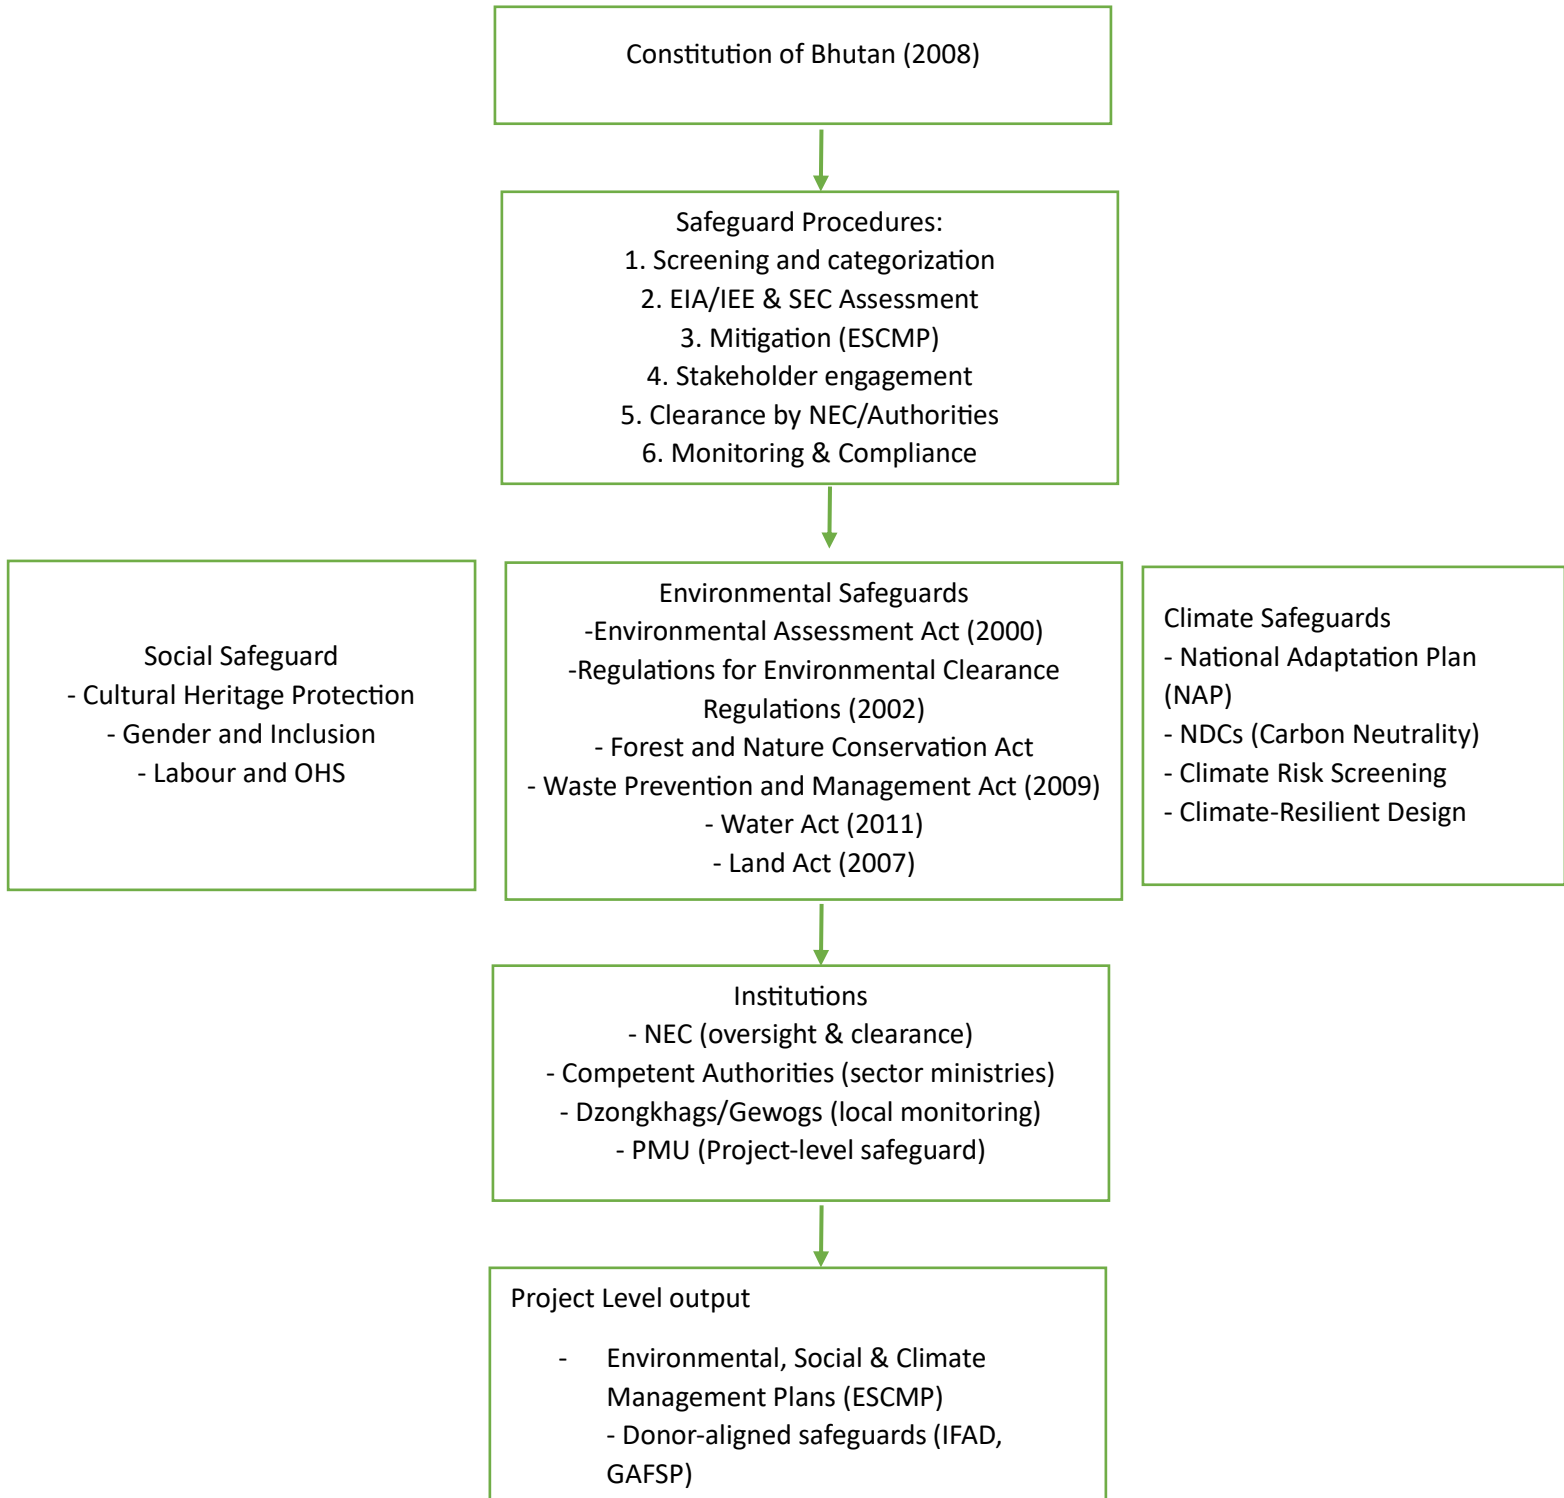 Constitution of Bhutan (2008)
Safeguard Procedures:
1. Screening and categorization
2. EIA/IEE & SEC Assessment
3. Mitigation (ESCMP)
4. Stakeholder engagement
5. Clearance by NEC/Authorities
6. Monitoring & Compliance
Social Safeguard
- Cultural Heritage Protection
- Gender and Inclusion
- Labour and OHS
Environmental Safeguards
-Environmental Assessment Act (2000)
-Regulations for Environmental Clearance
Regulations (2002)
- Forest and Nature Conservation Act
- Waste Prevention and Management Act (2009)
- Water Act (2011)
- Land Act (2007)
Climate Safeguards
- National Adaptation Plan
(NAP)
- NDCs (Carbon Neutrality)
- Climate Risk Screening
- Climate-Resilient Design
Institutions
- NEC (oversight & clearance)
- Competent Authorities (sector ministries)
- Dzongkhags/Gewogs (local monitoring)
- PMU (Project-level safeguard)
Project Level output
- Environmental, Social & Climate
Management Plans (ESCMP)
- Donor-aligned safeguards (IFAD,
GAFSP)